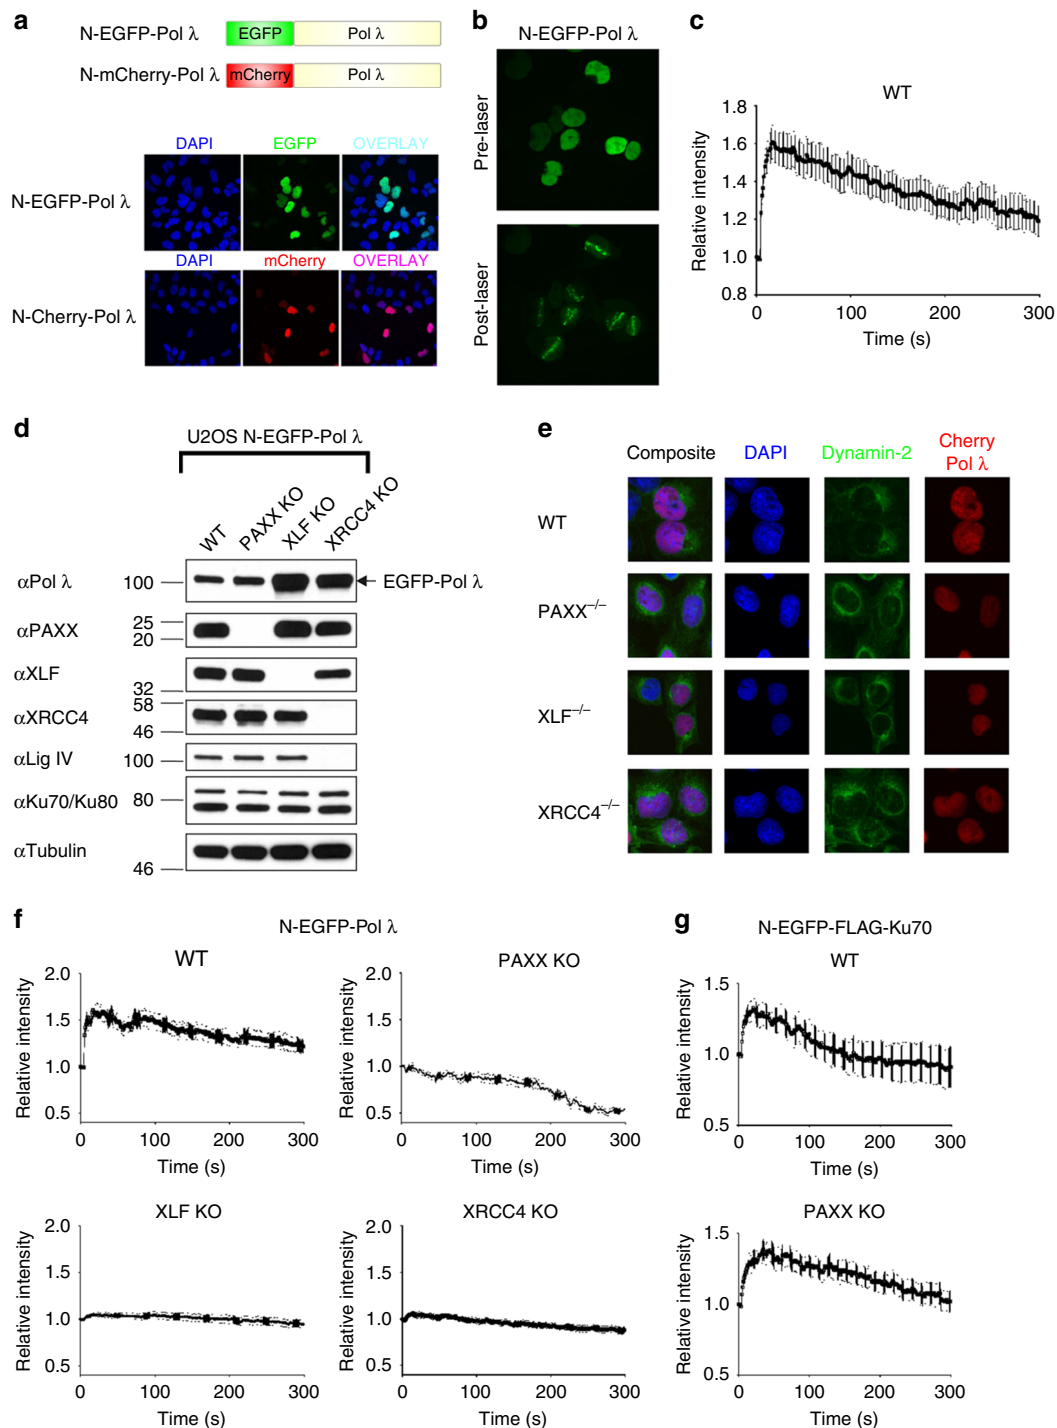 a
N-EGFP-Pol λ
EGFP
Pol λ
N-mCherry-Pol λ
mCherry
Pol λ
DAPI
EGFP
OVERLAY
N-EGFP-Pol λ
DAPI
mCherry
OVERLAY
N-Cherry-Pol λ
b
N-EGFP-Pol λ
Pre-laser
Post-laser
c
WT
Relative intensity
1.8
1.6
1.4
1.2
1.0
0.8
0
100
200
300
Time (s)
d
U2OS N-EGFP-Pol λ
WT
PAXX KO
XLF KO
XRCC4 KO
αPol λ
100
EGFP-Pol λ
αPAXX
25
20
αXLF
32
αXRCC4
58
46
αLig IV
100
αKu70/Ku80
80
αTubulin
46
e
Composite
DAPI
Dynamin-2
Cherry
Pol λ
WT
PAXX–/–
XLF–/–
XRCC4–/–
f
N-EGFP-Pol λ
WT
Relative intensity
2.0
1.5
1.0
0.5
0
100
200
300
Time (s)
PAXX KO
Relative intensity
2.0
1.5
1.0
0.5
0
100
200
300
Time (s)
XLF KO
Relative intensity
2.0
1.5
1.0
0.5
0
100
200
300
Time (s)
XRCC4 KO
Relative intensity
2.0
1.5
1.0
0.5
0
100
200
300
Time (s)
g
N-EGFP-FLAG-Ku70
WT
Relative intensity
1.5
1.0
0.5
0
100
200
300
Time (s)
PAXX KO
Relative intensity
1.5
1.0
0.5
0
100
200
300
Time (s)